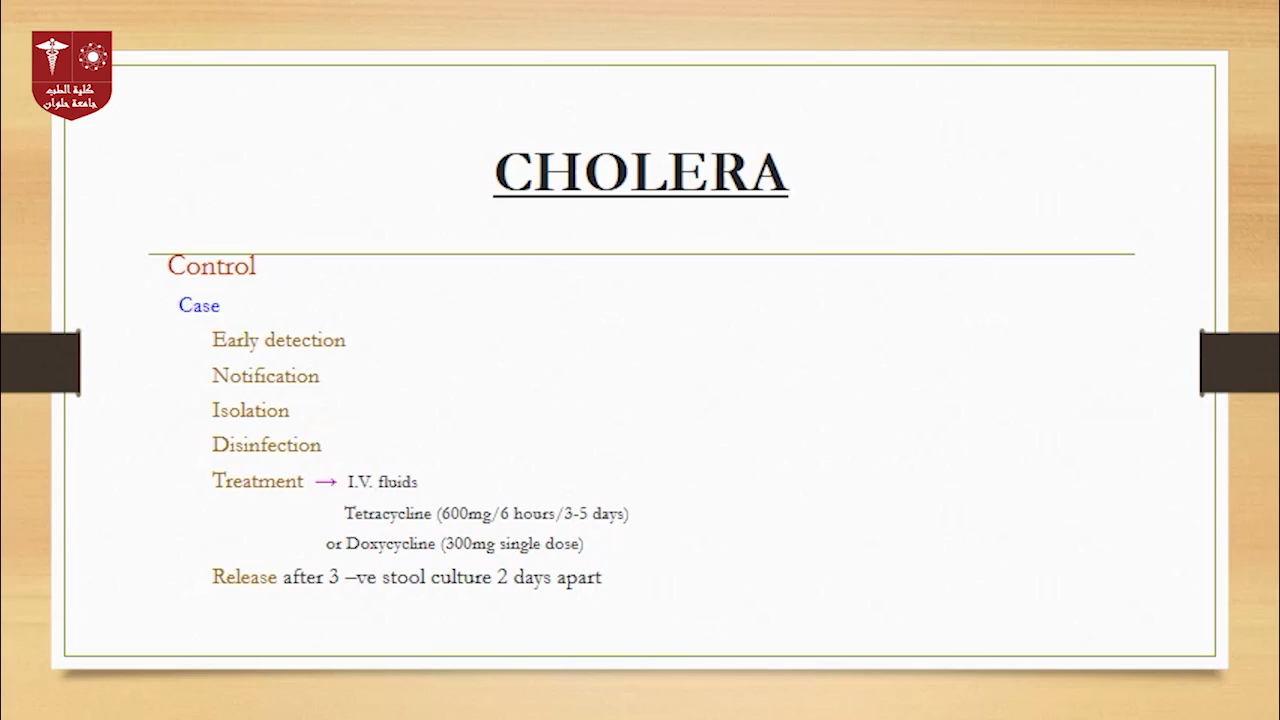 كلية الطب
جامعة حلوان
CHOLERA
Control
Case
Early detection
Notification
Isolation
Disinfection
Treatment → I.V. fluids
Tetracycline (600mg/6 hours/3-5 days)
or Doxycycline (300mg single dose)
Release after 3 –ve stool culture 2 days apart